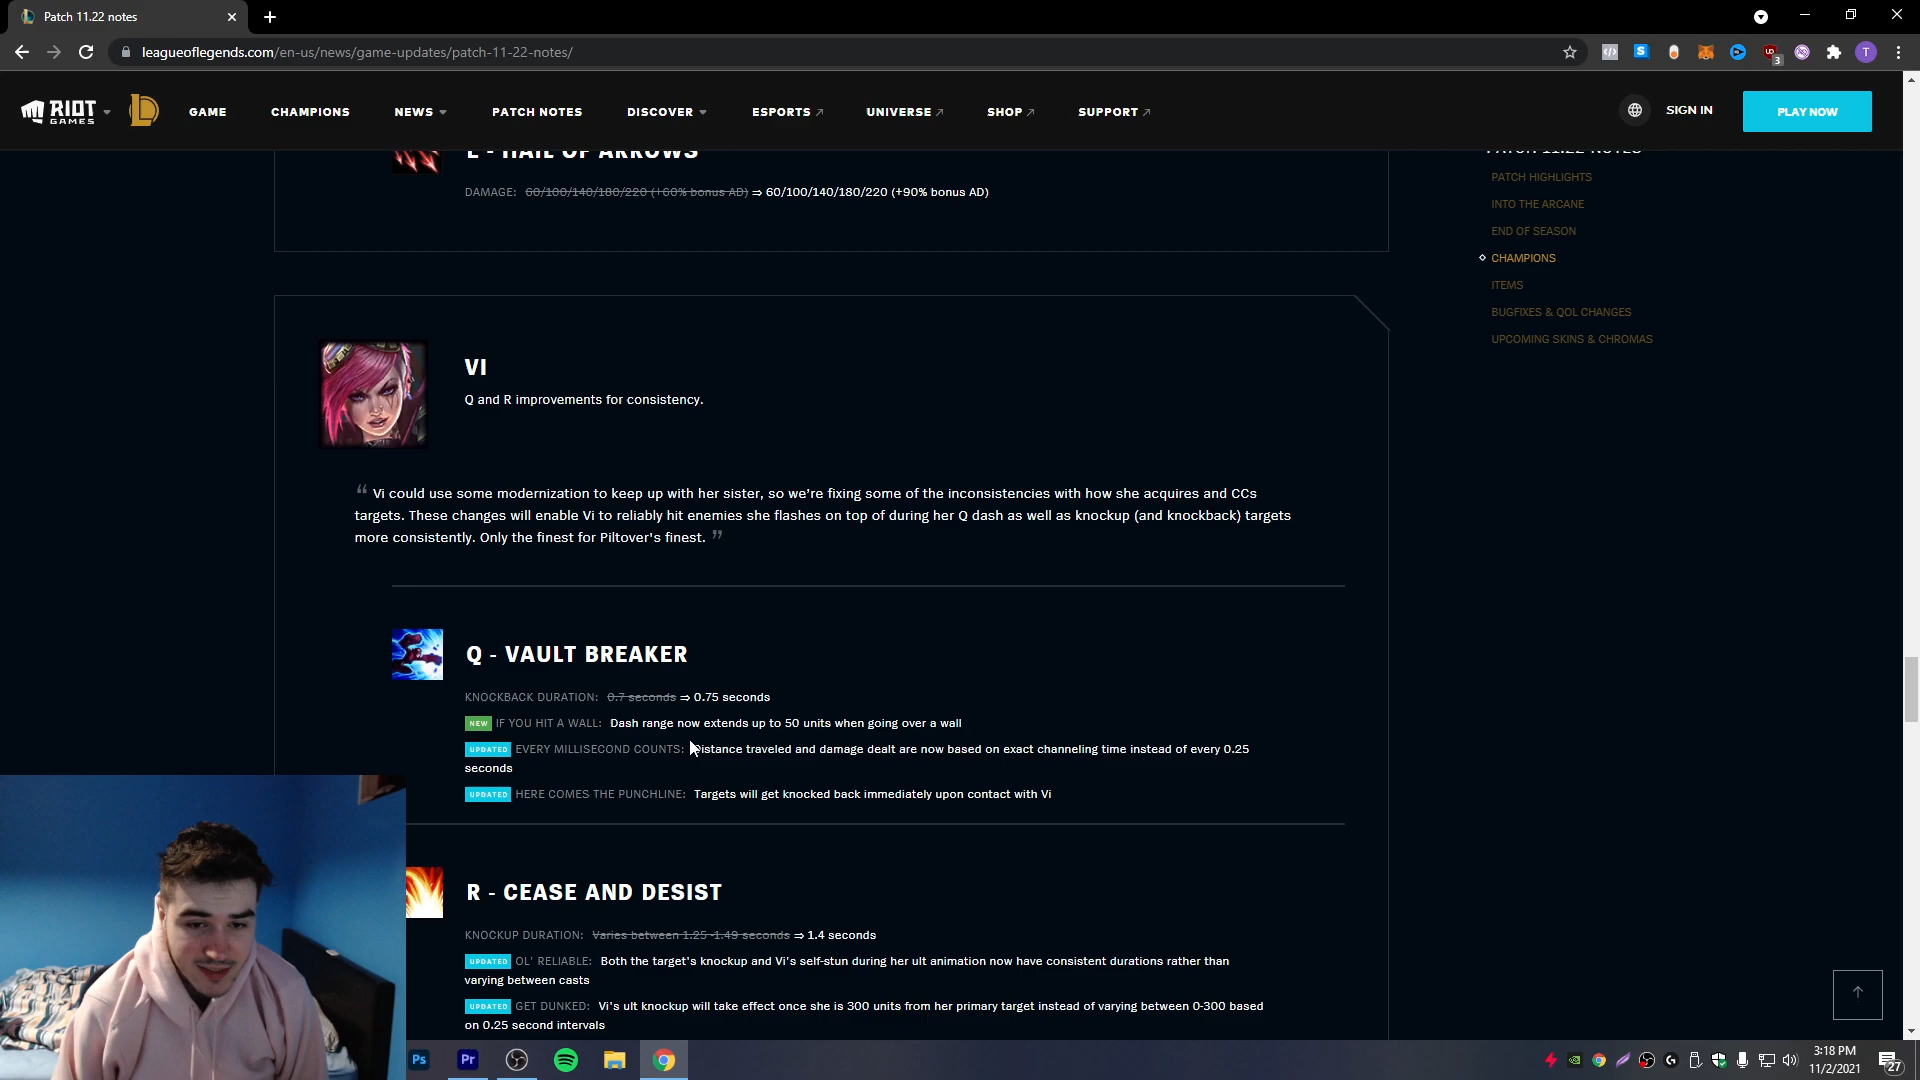 Patch 11.22 notes
leagueoflegends.com/en-us/news/game-updates/patch-11-22-notes/
RIOT GAMES
GAME
CHAMPIONS
NEWS
PATCH NOTES
DISCOVER
ESPORTS
UNIVERSE
SHOP
SUPPORT
SIGN IN
PLAY NOW
E - HAIL OF ARROWS
DAMAGE: 60/100/140/180/220 (+60% bonus AD) ⇒ 60/100/140/180/220 (+90% bonus AD)
PATCH 11.22 NOTES
PATCH HIGHLIGHTS
INTO THE ARCANE
END OF SEASON
CHAMPIONS
ITEMS
BUGFIXES & QOL CHANGES
UPCOMING SKINS & CHROMAS
VI
Q and R improvements for consistency.
“ Vi could use some modernization to keep up with her sister, so we're fixing some of the inconsistencies with how she acquires and CCs
targets. These changes will enable Vi to reliably hit enemies she flashes on top of during her Q dash as well as knockup (and knockback) targets
more consistently. Only the finest for Piltover's finest. ”
Q - VAULT BREAKER
KNOCKBACK DURATION: 0.7 seconds ⇒ 0.75 seconds
NEW IF YOU HIT A WALL: Dash range now extends up to 50 units when going over a wall
UPDATED EVERY MILLISECOND COUNTS: Distance traveled and damage dealt are now based on exact channeling time instead of every 0.25
seconds
UPDATED HERE COMES THE PUNCHLINE: Targets will get knocked back immediately upon contact with Vi
R - CEASE AND DESIST
KNOCKUP DURATION: Varies between 1.25 -1.49 seconds ⇒ 1.4 seconds
UPDATED OL' RELIABLE: Both the target's knockup and Vi's self-stun during her ult animation now have consistent durations rather than
varying between casts
UPDATED GET DUNKED: Vi's ult knockup will take effect once she is 300 units from her primary target instead of varying between 0-300 based
on 0.25 second intervals
Ps
Pr
3:18 PM
11/2/2021
27
3
T